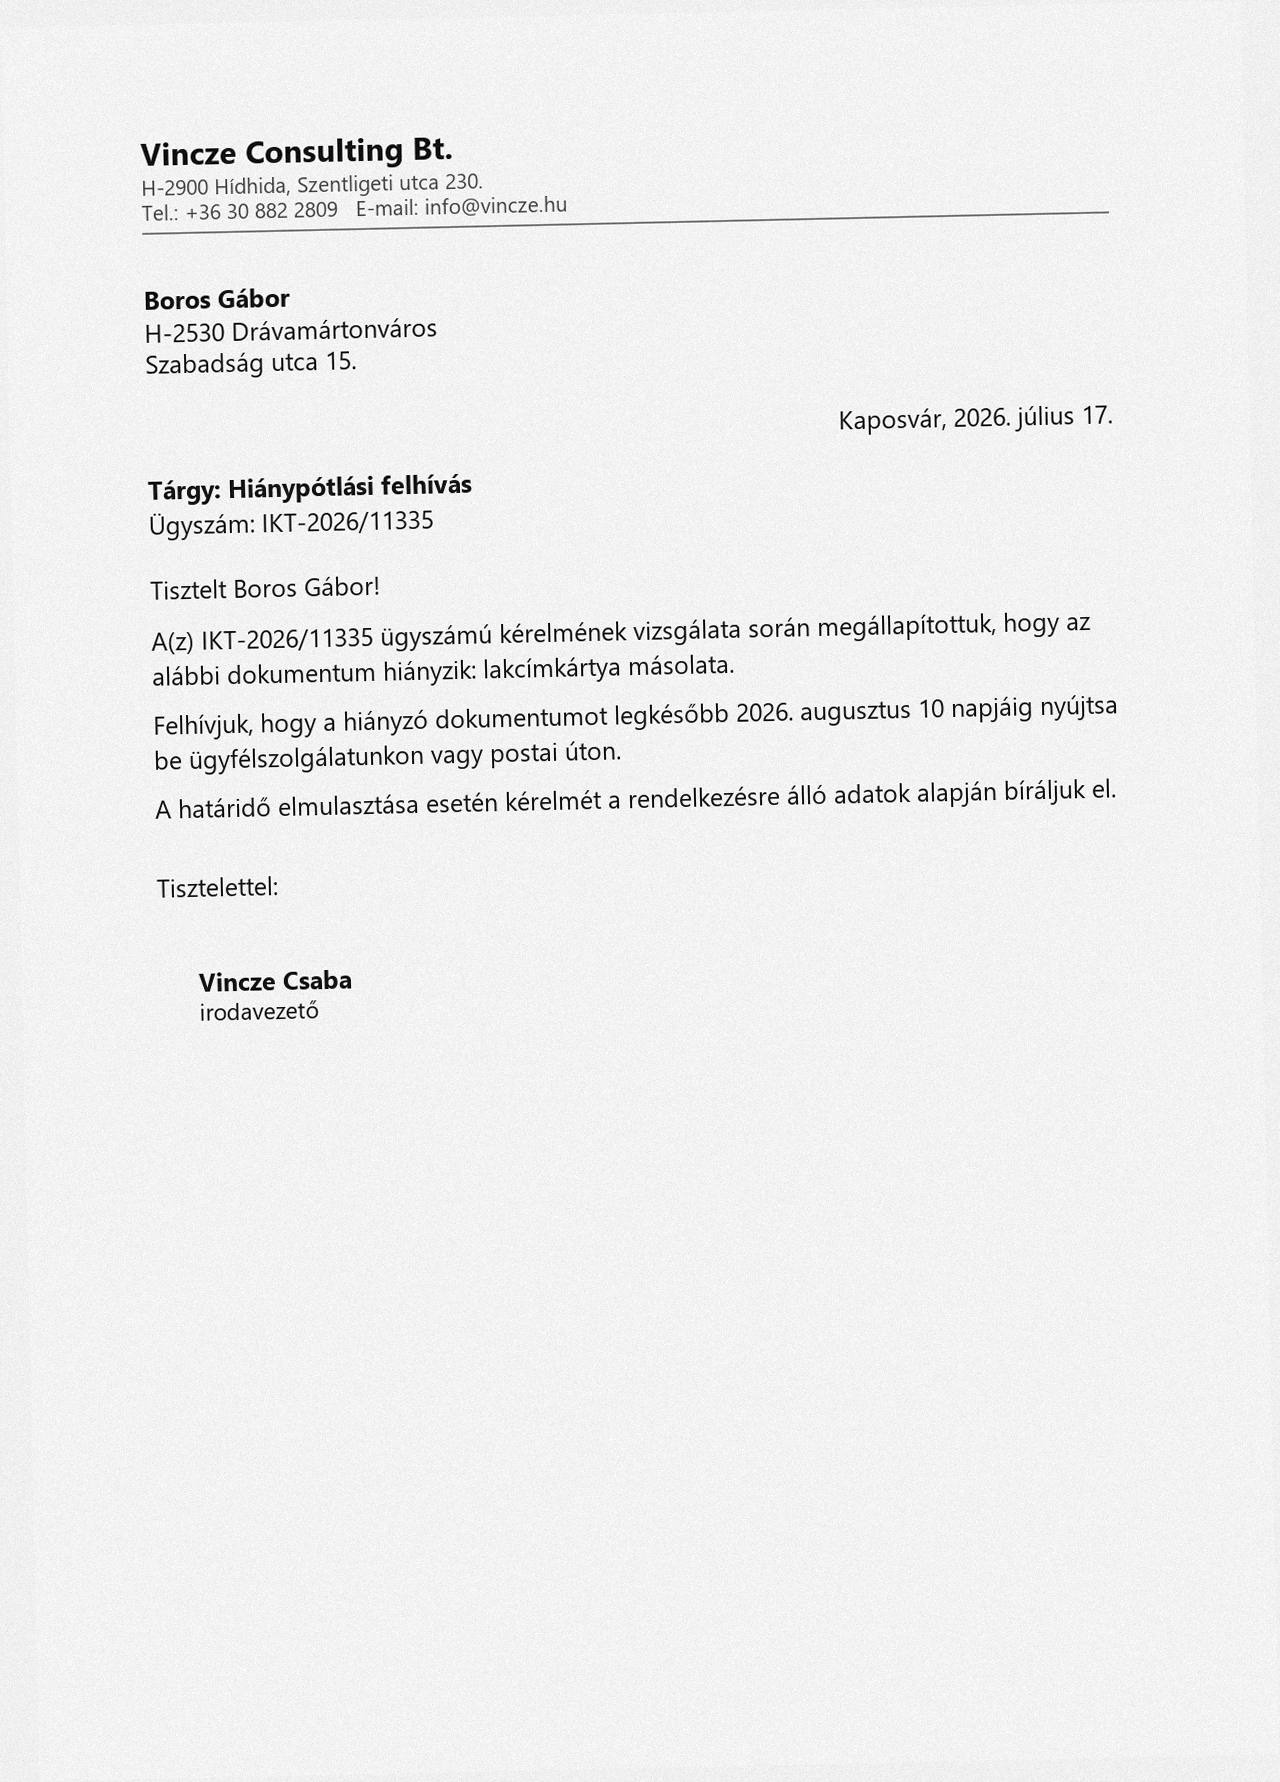 Vincze Consulting Bt.
H-2900 Hídhida, Szentligeti utca 230.
Tel.: +36 30 882 2809 E-mail: info@vincze.hu
Boros Gábor
H-2530 Drávamártonváros
Szabadság utca 15.
Kaposvár, 2026. július 17.
Tárgy: Hiánypótlási felhívás
Ügyszám: IKT-2026/11335
Tisztelt Boros Gábor!
A(z) IKT-2026/11335 ügyszámú kérelmének vizsgálata során megállapítottuk, hogy az
alábbi dokumentum hiányzik: lakcímkártya másolata.
Felhívjuk, hogy a hiányzó dokumentumot legkésőbb 2026. augusztus 10 napjáig nyújtsa
be ügyfélszolgálatunkon vagy postai úton.
A határidő elmulasztása esetén kérelmét a rendelkezésre álló adatok alapján bíráljuk el.
Tisztelettel:
Vincze Csaba
irodavezető